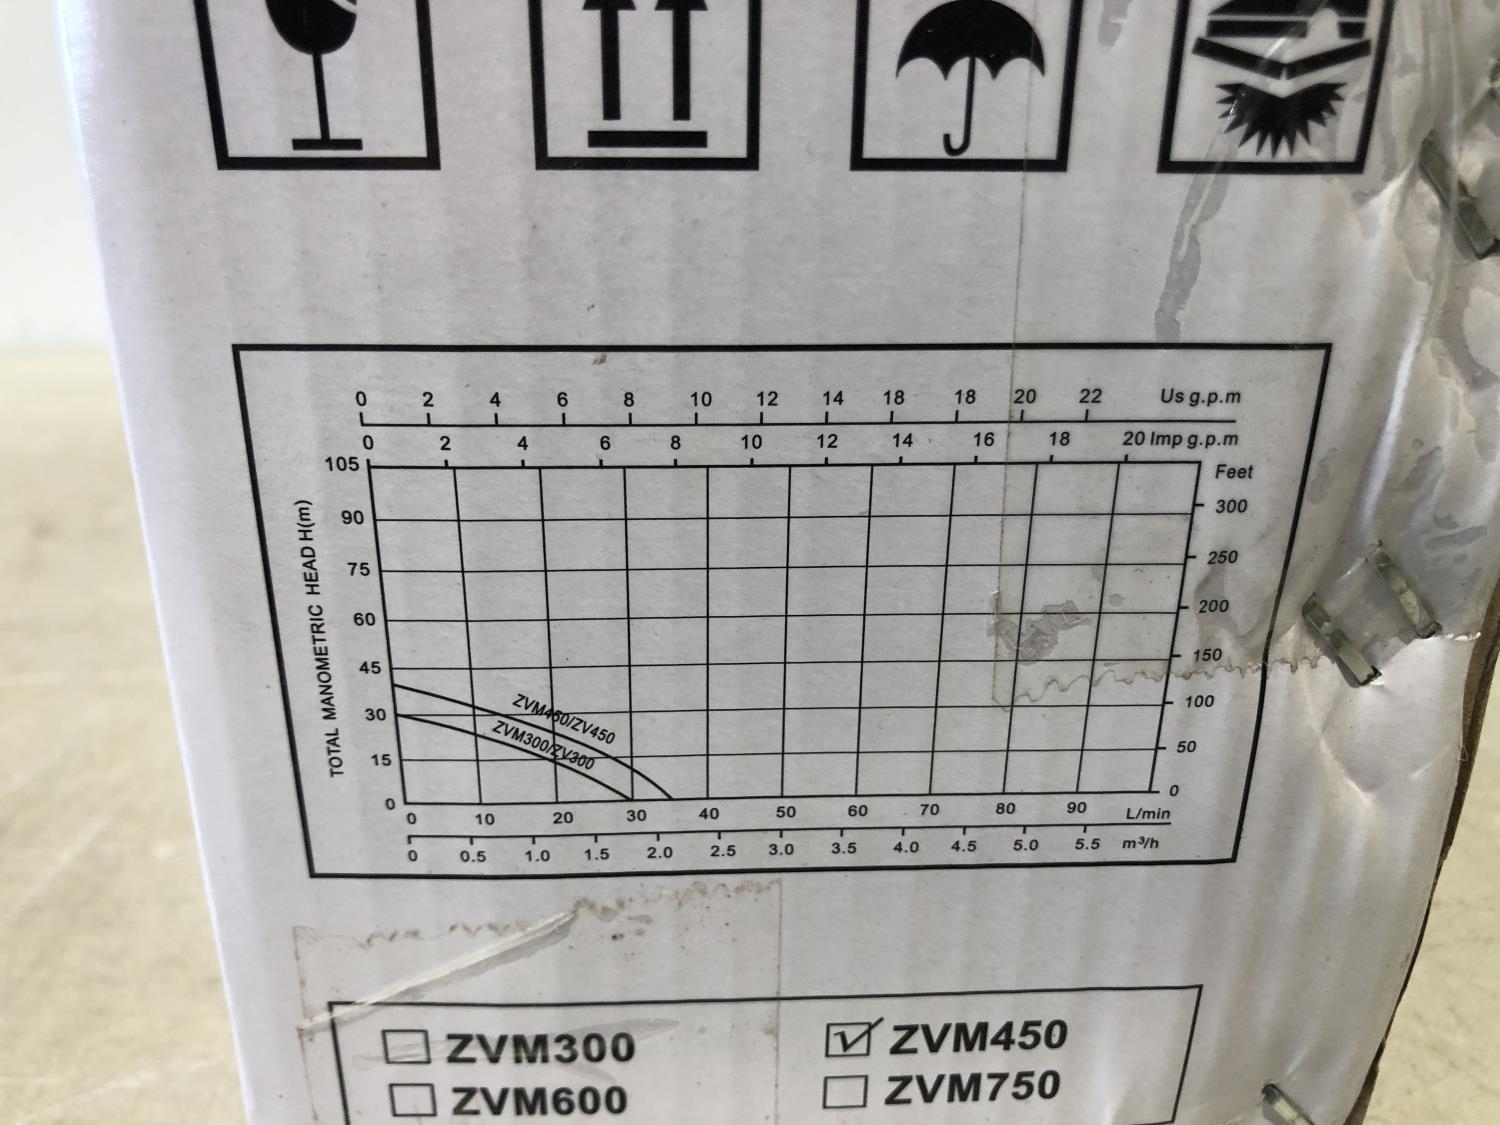 0 2 4 6 8 10 12 14 18 18 20 22 Us g.p.m
0 2 4 6 8 10 12 14 16 18 20 Imp g.p.m
TOTAL MANOMETRIC HEAD H(m)
105
90
75
60
45
30
15
0
Feet
300
250
200
150
100
50
0
ZVM450/ZV450
ZVM300/ZV300
0 10 20 30 40 50 60 70 80 90 L/min
0 0.5 1.0 1.5 2.0 2.5 3.0 3.5 4.0 4.5 5.0 5.5 m³/h
ZVM300
ZVM450
ZVM600
ZVM750